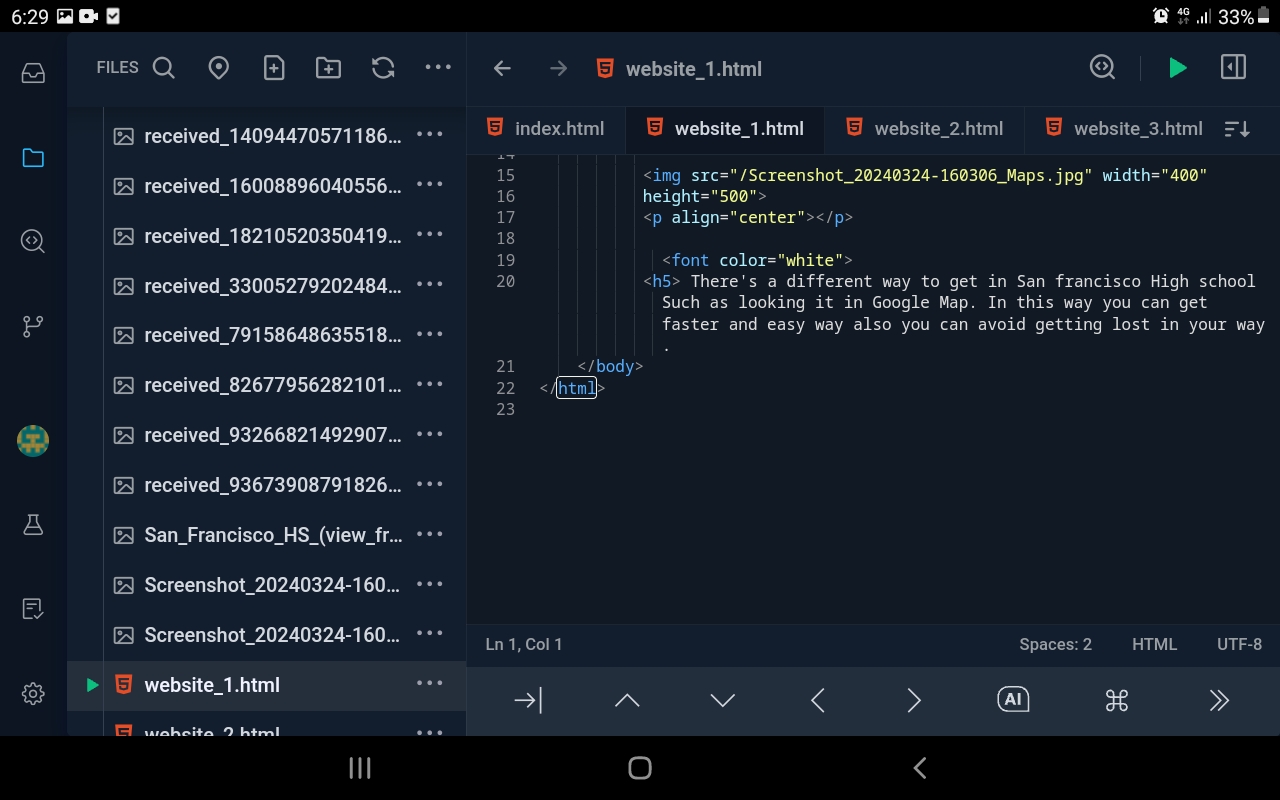 6:29 4G 33%
FILES
website_1.html
index.html website_1.html website_2.html website_3.html
received_14094470571186...
received_16008896040556...
received_18210520350419...
received_33005279202484...
received_79158648635518...
received_82677956282101...
received_93266821492907...
received_93673908791826...
San_Francisco_HS_(view_fr...
Screenshot_20240324-160...
Screenshot_20240324-160...
website_1.html
website_2.html
14
15 <img src="/Screenshot_20240324-160306_Maps.jpg" width="400"
16 height="500">
17 <p align="center"></p>
18
19 <font color="white">
20 <h5> There's a different way to get in San francisco High school
Such as looking it in Google Map. In this way you can get
faster and easy way also you can avoid getting lost in your way
.
21 </body>
22 </html>
23
Ln 1, Col 1 Spaces: 2 HTML UTF-8
AI